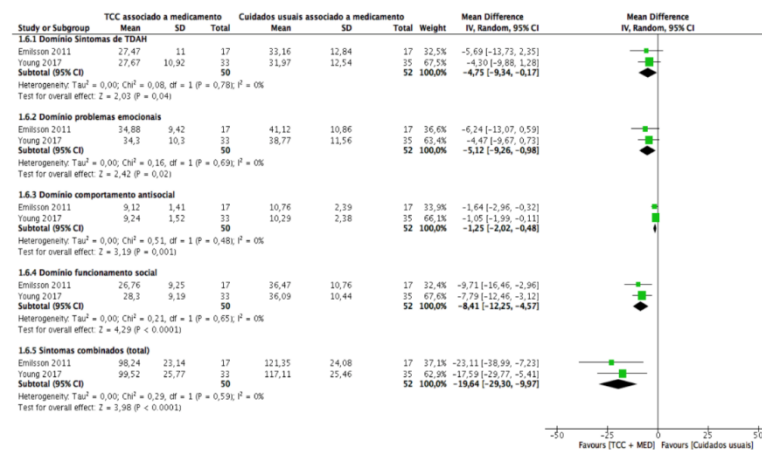 TCC associado a medicamento Cuidados usuais associado a medicamento Mean Difference Mean Difference
Study or Subgroup Mean SD Total Mean SD Total Weight IV, Random, 95% CI IV, Random, 95% CI
1.6.1 Domínio Sintomas de TDAH
Emilsson 2011 27,47 11 17 33,16 12,84 17 32,5% -5,69 [-13,73, 2,35]
Young 2017 27,67 10,92 33 31,97 12,54 35 67,5% -4,30 [-9,88, 1,28]
Subtotal (95% CI) 50 52 100,0% -4,75 [-9,34, -0,17]
Heterogeneity: Tau² = 0,00; Chi² = 0,08, df = 1 (P = 0,78); I² = 0%
Test for overall effect: Z = 2,03 (P = 0,04)
1.6.2 Domínio problemas emocionais
Emilsson 2011 34,88 9,42 17 41,12 10,86 17 36,6% -6,24 [-13,07, 0,59]
Young 2017 34,3 10,3 33 38,77 11,56 35 63,4% -4,47 [-9,67, 0,73]
Subtotal (95% CI) 50 52 100,0% -5,12 [-9,26, -0,98]
Heterogeneity: Tau² = 0,00; Chi² = 0,16, df = 1 (P = 0,69); I² = 0%
Test for overall effect: Z = 2,42 (P = 0,02)
1.6.3 Domínio comportamento antisocial
Emilsson 2011 9,12 1,41 17 10,76 2,39 17 33,9% -1,64 [-2,96, -0,32]
Young 2017 9,24 1,52 33 10,29 2,38 35 66,1% -1,05 [-1,99, -0,11]
Subtotal (95% CI) 50 52 100,0% -1,25 [-2,02, -0,48]
Heterogeneity: Tau² = 0,00; Chi² = 0,51, df = 1 (P = 0,48); I² = 0%
Test for overall effect: Z = 3,19 (P = 0,001)
1.6.4 Domínio funcionamento social
Emilsson 2011 26,76 9,25 17 36,47 10,76 17 32,4% -9,71 [-16,46, -2,96]
Young 2017 28,3 9,19 33 36,09 10,44 35 67,6% -7,79 [-12,46, -3,12]
Subtotal (95% CI) 50 52 100,0% -8,41 [-12,25, -4,57]
Heterogeneity: Tau² = 0,00; Chi² = 0,21, df = 1 (P = 0,65); I² = 0%
Test for overall effect: Z = 4,29 (P < 0.0001)
1.6.5 Sintomas combinados (total)
Emilsson 2011 98,24 23,14 17 121,35 24,08 17 37,1% -23,11 [-38,99, -7,23]
Young 2017 99,52 25,77 33 117,11 25,46 35 62,9% -17,59 [-29,77, -5,41]
Subtotal (95% CI) 50 52 100,0% -19,64 [-29,30, -9,97]
Heterogeneity: Tau² = 0,00; Chi² = 0,29, df = 1 (P = 0,59); I² = 0%
Test for overall effect: Z = 3,98 (P < 0.0001)
-50 -25 0 25 50
Favours [TCC + MED] Favours [Cuidados usuais]